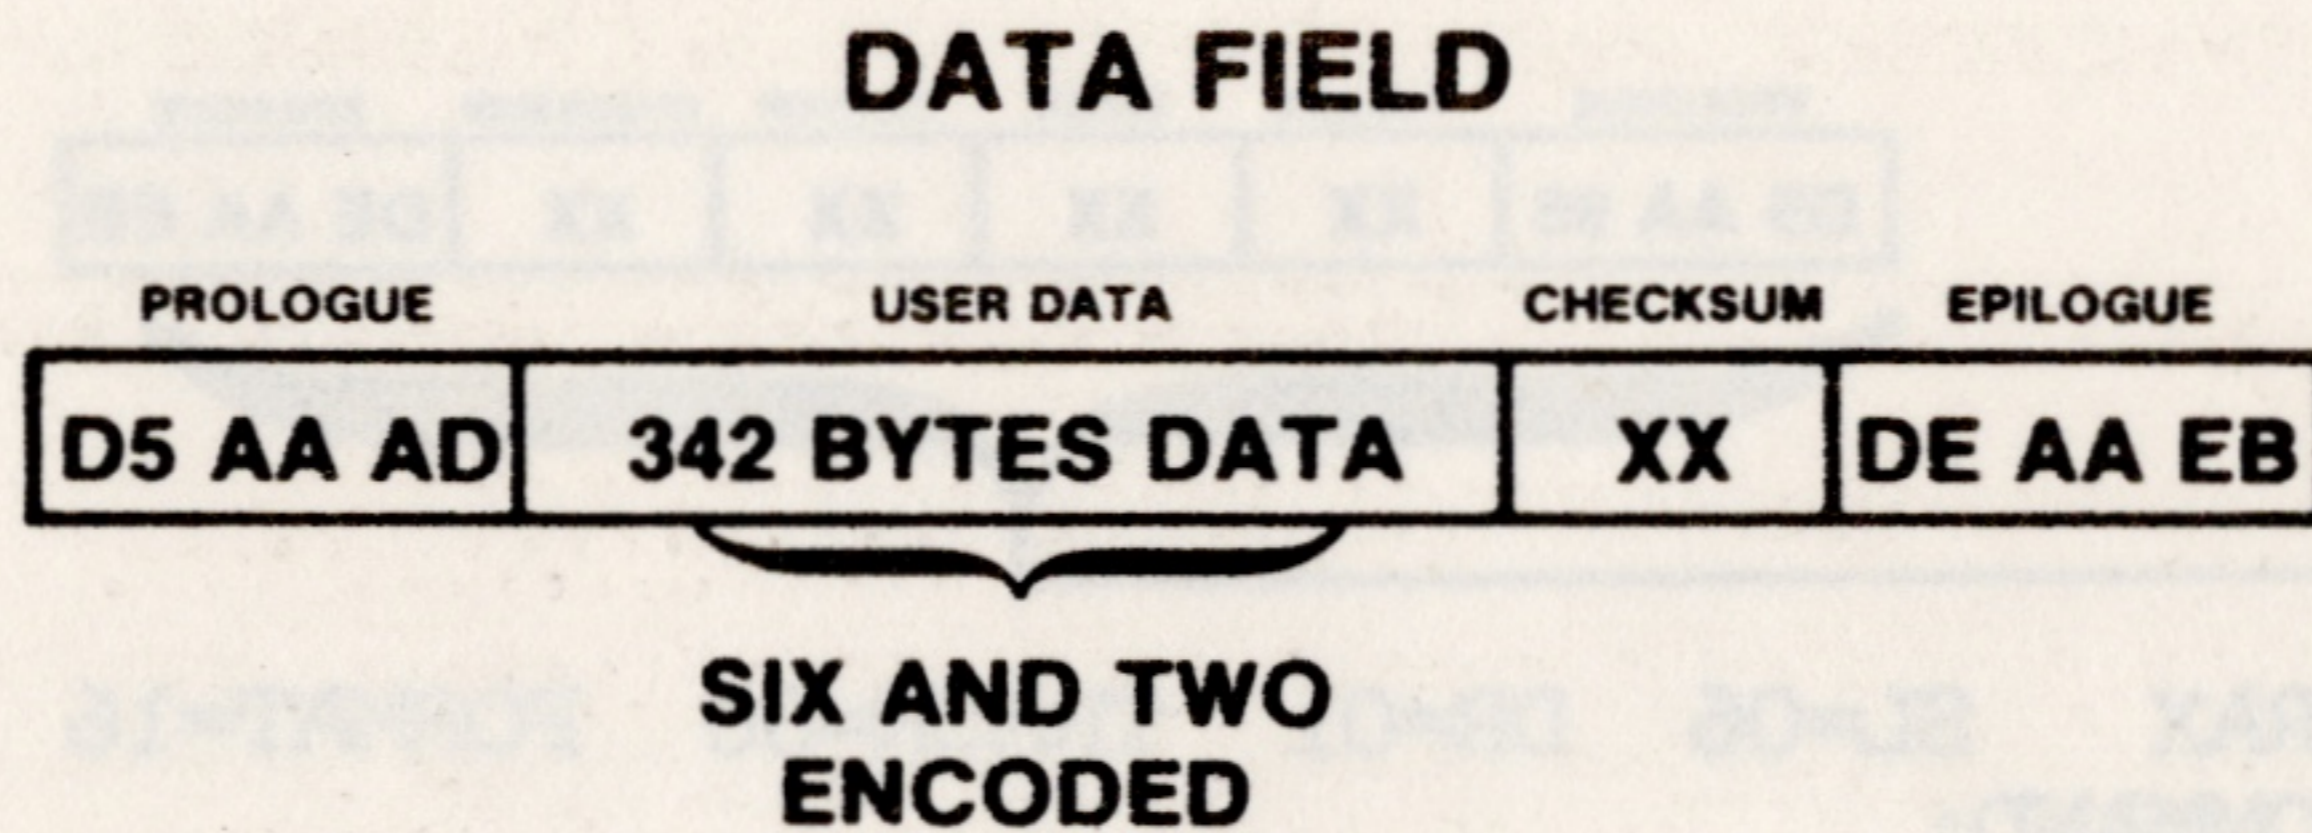 DATA FIELD
PROLOGUE USER DATA CHECKSUM EPILOGUE
D5 AA AD 342 BYTES DATA XX DE AA EB
SIX AND TWO
ENCODED